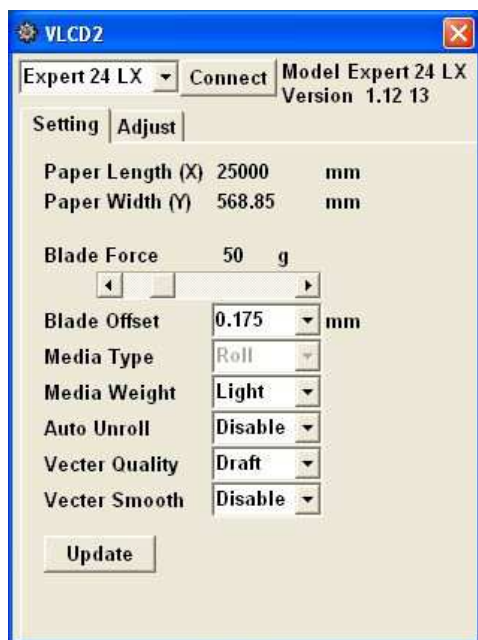 VLCD2
Expert 24 LX Connect Model Expert 24 LX
Version 1.12 13
Setting Adjust
Paper Length (X) 25000 mm
Paper Width (Y) 568.85 mm
Blade Force 50 g
Blade Offset 0.175 mm
Media Type Roll
Media Weight Light
Auto Unroll Disable
Vecter Quality Draft
Vecter Smooth Disable
Update